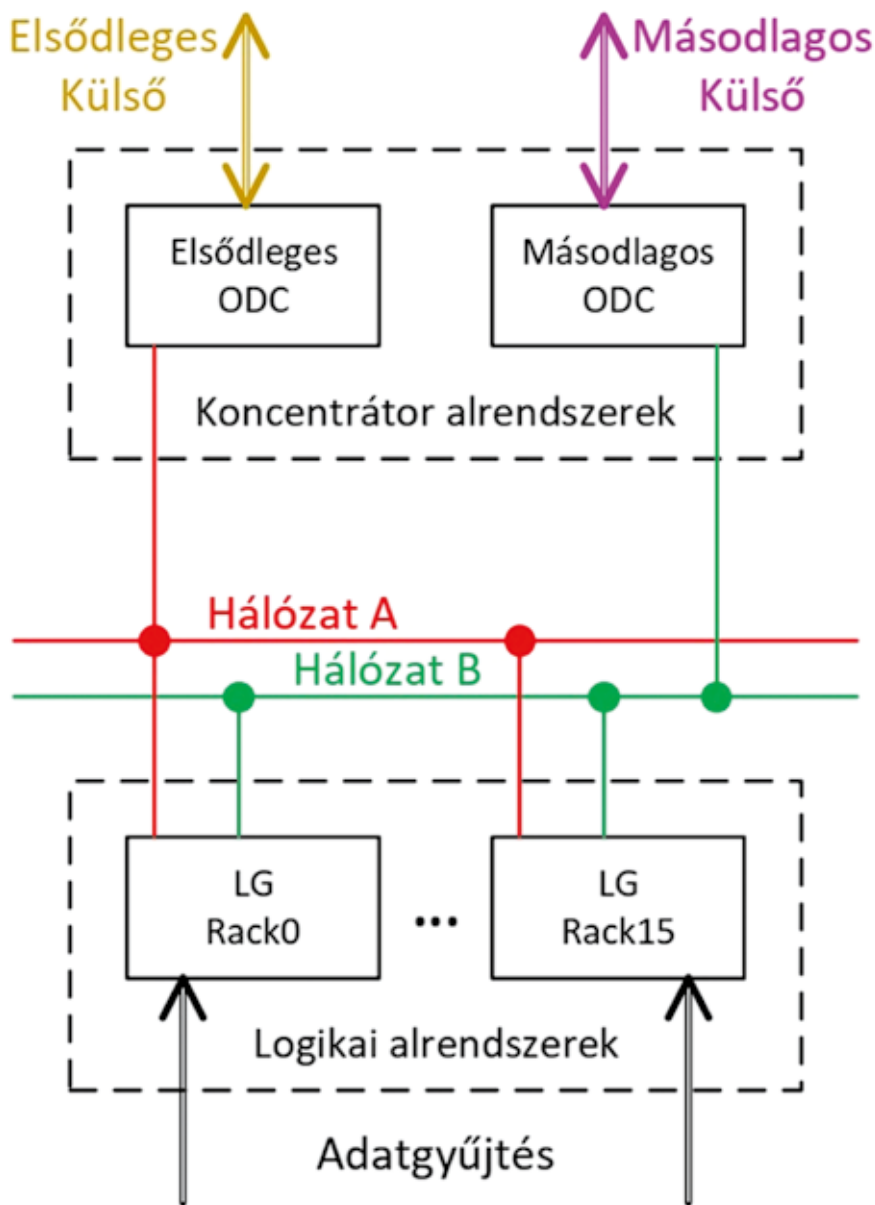 Elsődleges
Külső
Másodlagos
Külső
Elsődleges
ODC
Másodlagos
ODC
Koncentrátor alrendszerek
Hálózat A
Hálózat B
LG
Rack0
...
LG
Rack15
Logikai alrendszerek
Adatgyűjtés